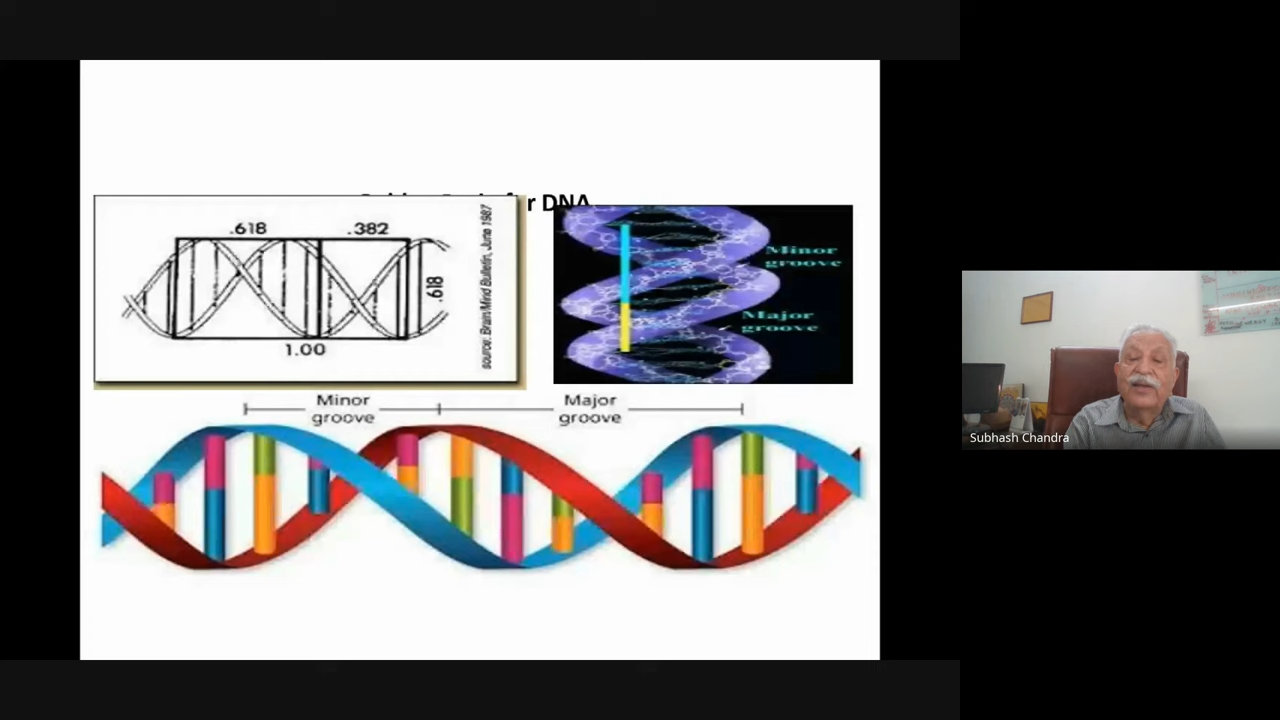 r DNA
.618
.382
.618
1.00
source: Brain/Mind Bulletin, June 1987
Minor
groove
Major
groove
Minor
groove
Major
groove
Subhash Chandra